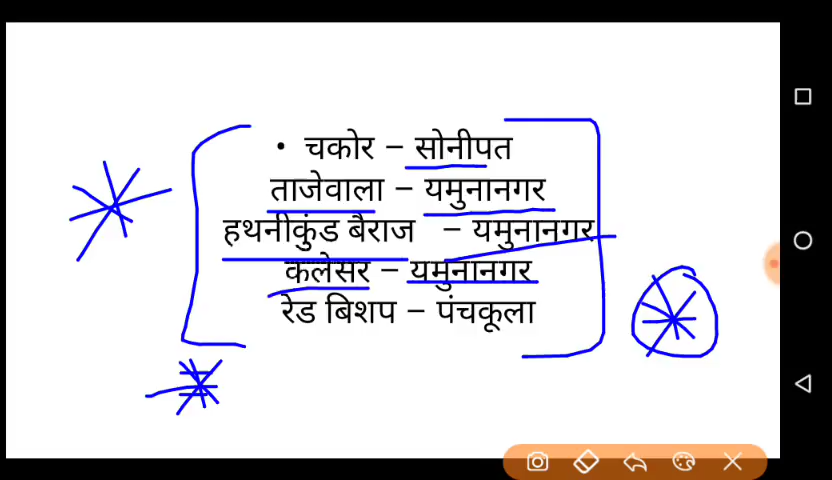 • चकोर – सोनीपत
ताजेवाला – यमुनानगर
हथनीकुंड बैराज – यमुनानगर
कलेसर – यमुनानगर
रेड बिशप – पंचकूला